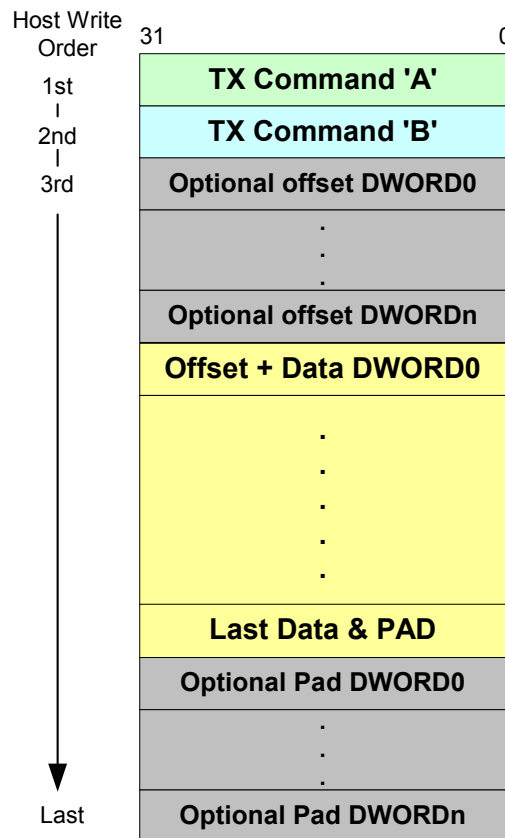 Host Write
Order
31
0
1st
TX Command 'A'
2nd
TX Command 'B'
3rd
Optional offset DWORD0
.
.
.
Optional offset DWORDn
Offset + Data DWORD0
.
.
.
.
.
Last Data & PAD
Optional Pad DWORD0
.
.
.
Last
Optional Pad DWORDn